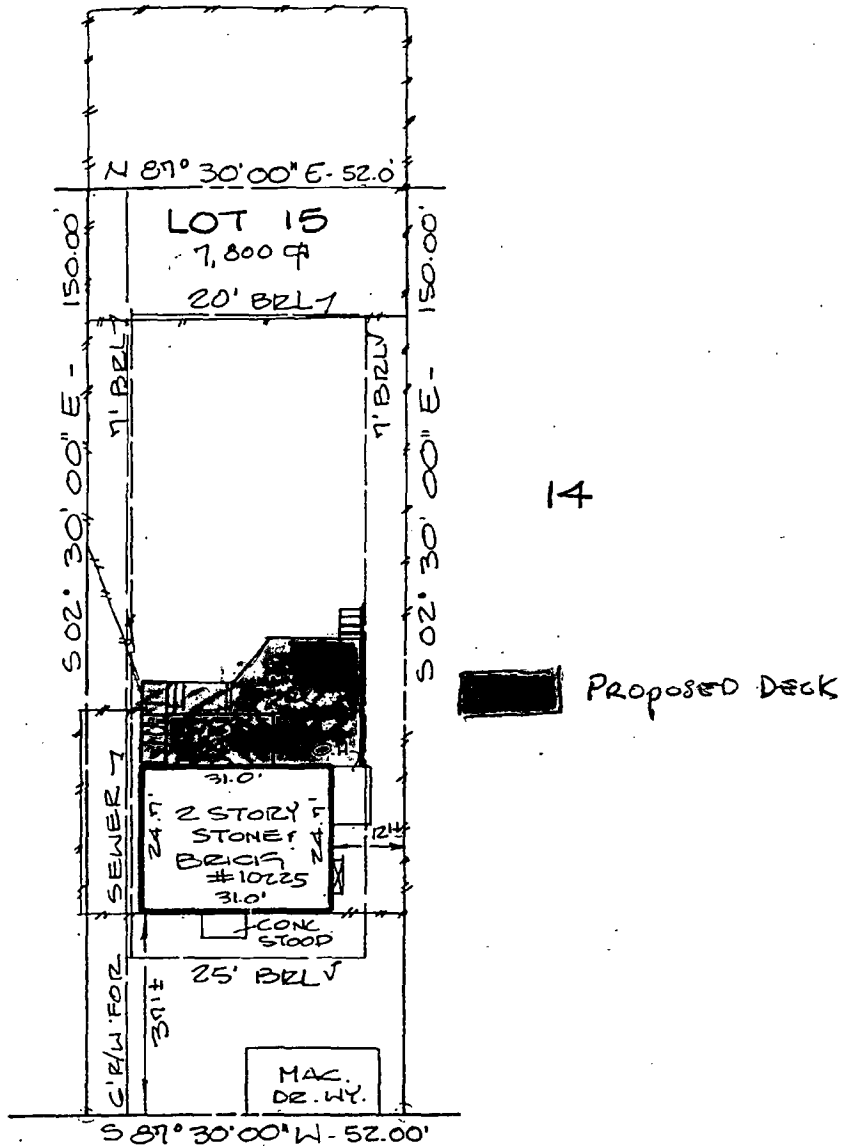 N 87° 30' 00" E - 52.0'
LOT 15
7,800 ⏍
20' BRL
S 02° 30' 00" E - 150.00'
7' BRL
7' BRL
S 02° 30' 00" E - 150.00'
14
PROPOSED DECK
31.0'
24.7'
2 STORY
STONE &
BRICK
#10225
24.7'
31.0'
12'±
CONC
STOOP
25' BRL
R/W FOR SEWER
37'±
MAC.
DR. WY.
S 87° 30' 00" W - 52.00'